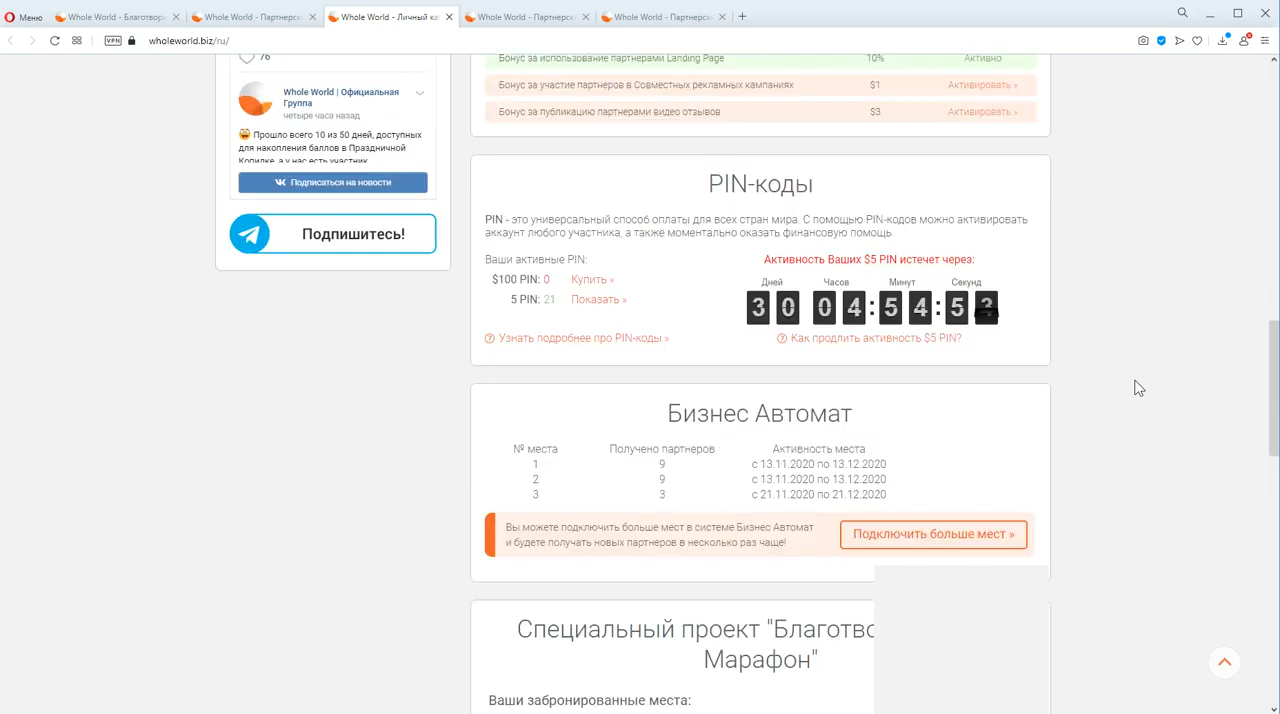 Меню
Whole World - Благотвор
Whole World - Партнерск
Whole World - Личный ка
Whole World - Партнерск
Whole World - Партнерск
VPN
wholeworld.biz/ru/
76
Whole World | Официальная
Группа
четыре часа назад
Прошло всего 10 из 50 дней, доступных
для накопления баллов в Праздничной
Копилке, а у нас есть участник
Подписаться на новости
Подпишитесь!
Бонус за использование партнерами Landing Page 10% Активно
Бонус за участие партнеров в Совместных рекламных кампаниях $1 Активировать »
Бонус за публикацию партнерами видео отзывов $3 Активировать »
PIN-коды
PIN - это универсальный способ оплаты для всех стран мира. С помощью PIN-кодов можно активировать
аккаунт любого участника, а также моментально оказать финансовую помощь.
Ваши активные PIN:
$100 PIN: 0 Купить »
5 PIN: 21 Показать »
Узнать подробнее про PIN-коды »
Активность Ваших $5 PIN истечет через:
Дней Часов Минут Секунд
30 04:54:5
Как продлить активность $5 PIN?
Бизнес Автомат
№ места Получено партнеров Активность места
1 9 с 13.11.2020 по 13.12.2020
2 9 с 13.11.2020 по 13.12.2020
3 3 с 21.11.2020 по 21.12.2020
Вы можете подключить больше мест в системе Бизнес Автомат
и будете получать новых партнеров в несколько раз чаще!
Подключить больше мест »
Специальный проект "Благотво
Марафон"
Ваши забронированные места: